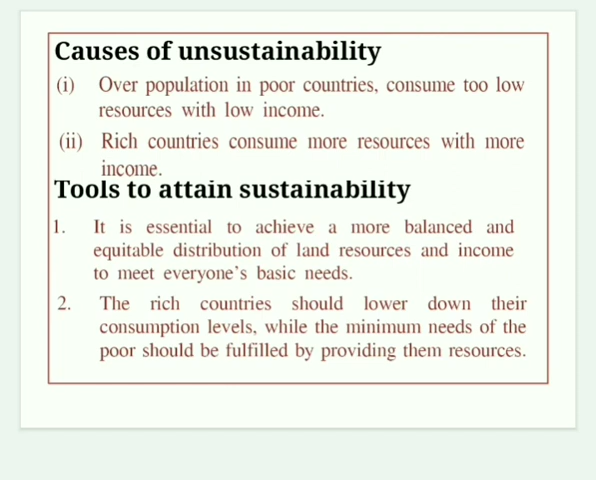 Causes of unsustainability
(i) Over population in poor countries, consume too low
resources with low income.
(ii) Rich countries consume more resources with more
income.
Tools to attain sustainability
1. It is essential to achieve a more balanced and
equitable distribution of land resources and income
to meet everyone's basic needs.
2. The rich countries should lower down their
consumption levels, while the minimum needs of the
poor should be fulfilled by providing them resources.